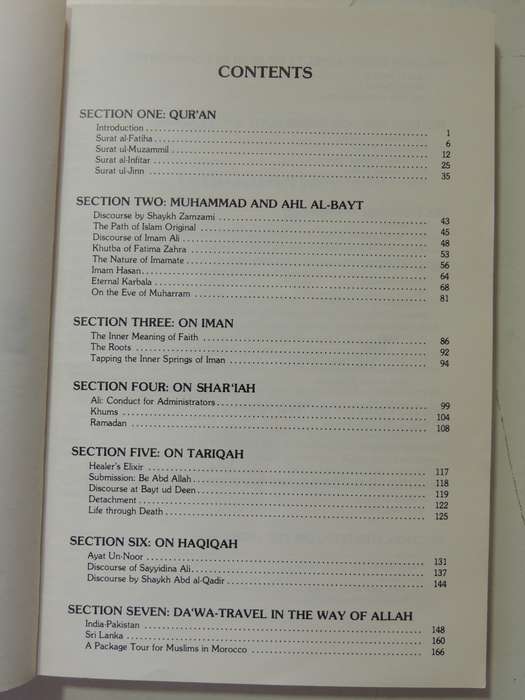 CONTENTS
SECTION ONE: QUR'AN
Introduction 1
Surat al-Fatiha 6
Surat ul-Muzammil 12
Surat al-Infitar 25
Surat ul-Jinn 35
SECTION TWO: MUHAMMAD AND AHL AL-BAYT
Discourse by Shaykh Zamzami 43
The Path of Islam Original 45
Discourse of Imam Ali 48
Khutba of Fatima Zahra 53
The Nature of Imamate 56
Imam Hasan 64
Eternal Karbala 68
On the Eve of Muharram 81
SECTION THREE: ON IMAN
The Inner Meaning of Faith 86
The Roots 92
Tapping the Inner Springs of Iman 94
SECTION FOUR: ON SHAR'IAH
Ali: Conduct for Administrators 99
Khums 104
Ramadan 108
SECTION FIVE: ON TARIQAH
Healer's Elixir 117
Submission: Be Abd Allah 118
Discourse at Bayt ud Deen 119
Detachment 122
Life through Death 125
SECTION SIX: ON HAQIQAH
Ayat Un-Noor 131
Discourse of Sayyidina Ali 137
Discourse by Shaykh Abd al-Qadir 144
SECTION SEVEN: DA'WA-TRAVEL IN THE WAY OF ALLAH
India-Pakistan 148
Sri Lanka 160
A Package Tour for Muslims in Morocco 166